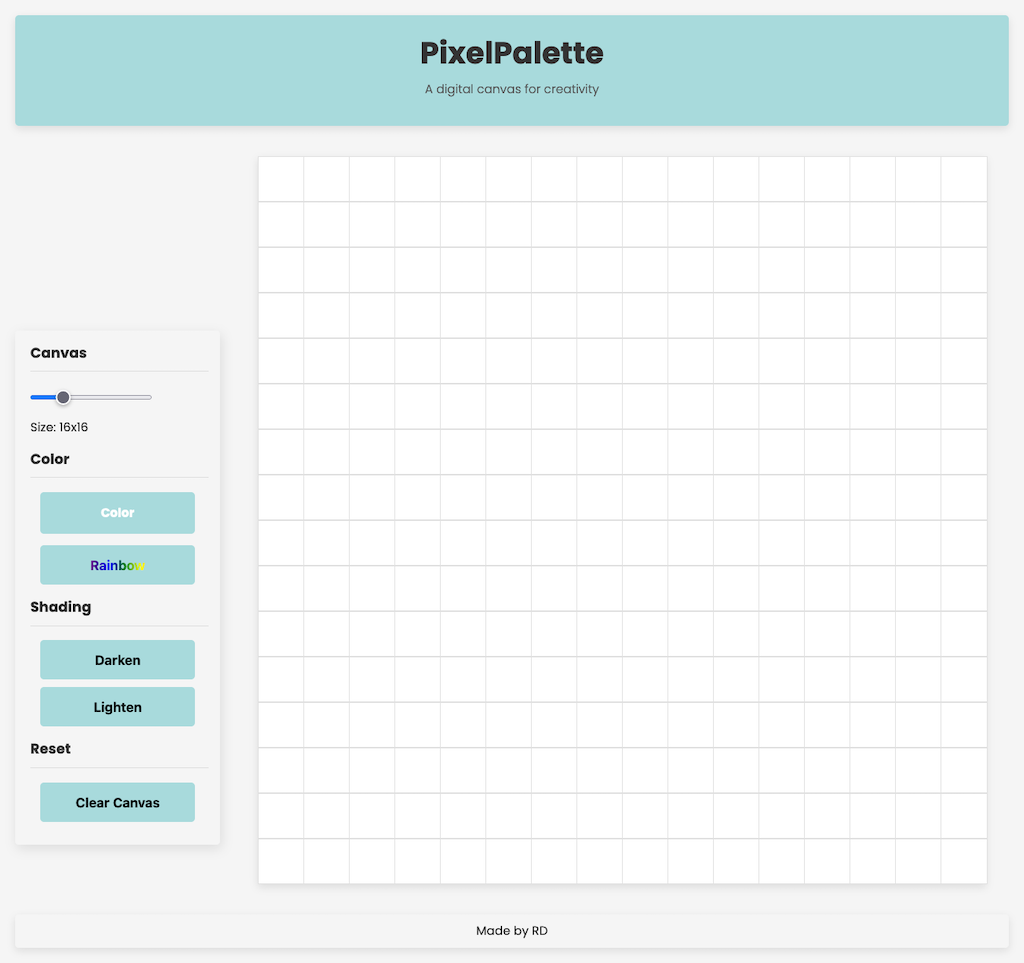 PixelPalette
A digital canvas for creativity
Canvas
Size: 16x16
Color
Color
Rainbow
Shading
Darken
Lighten
Reset
Clear Canvas
Made by RD